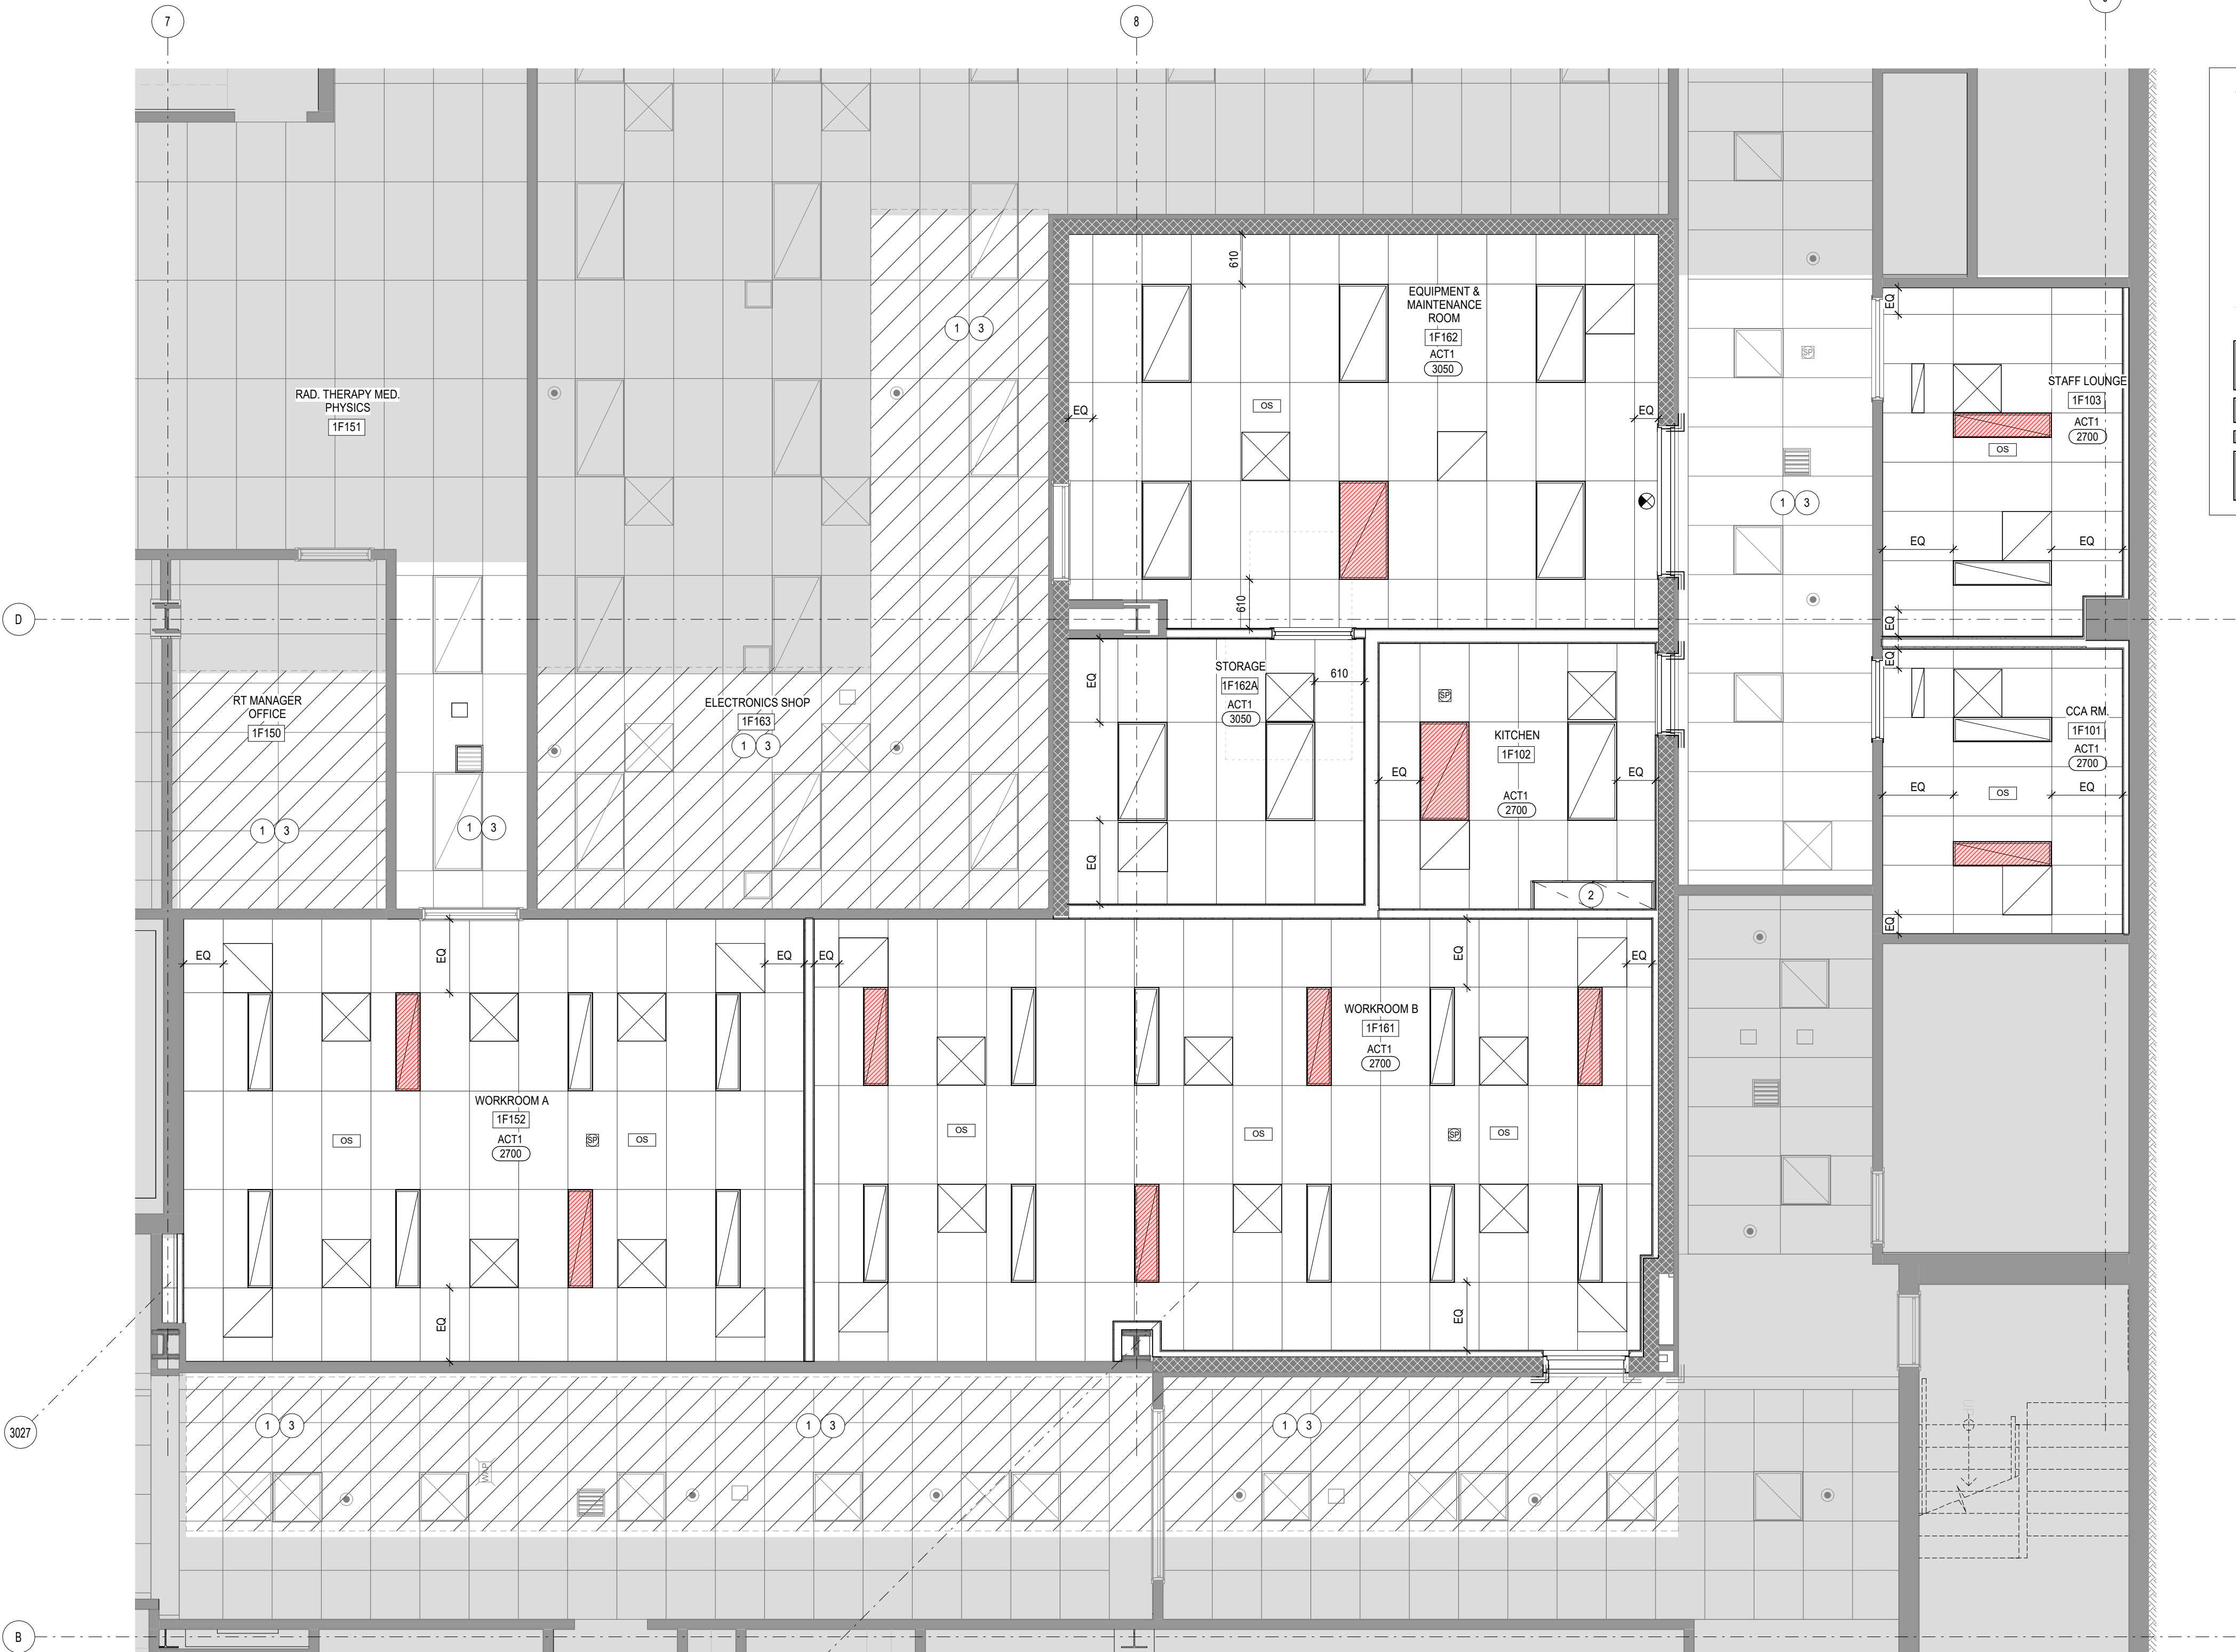 7
8
610
EQUIPMENT &
MAINTENANCE
ROOM
1F162
ACT1
3050
EQ
EQ
OS
610
1 3
RAD. THERAPY MED.
PHYSICS
1F151
SP
1 3
EQ
STAFF LOUNGE
1F103
ACT1
2700
OS
EQ
EQ
EQ
D
RT MANAGER
OFFICE
1F150
1 3
1 3
ELECTRONICS SHOP
1F163
1 3
STORAGE
1F162A
ACT1
3050
610
EQ
EQ
SP
KITCHEN
1F102
ACT1
2700
EQ
EQ
2
EQ
CCA RM.
1F101
ACT1
2700
EQ
OS
EQ
EQ
EQ
EQ
EQ
EQ
EQ
EQ
WORKROOM A
1F152
ACT1
2700
OS
SP
OS
EQ
WORKROOM B
1F161
ACT1
2700
OS
OS
SP
OS
EQ
3027
1 3
1 3
1 3
WAP
B